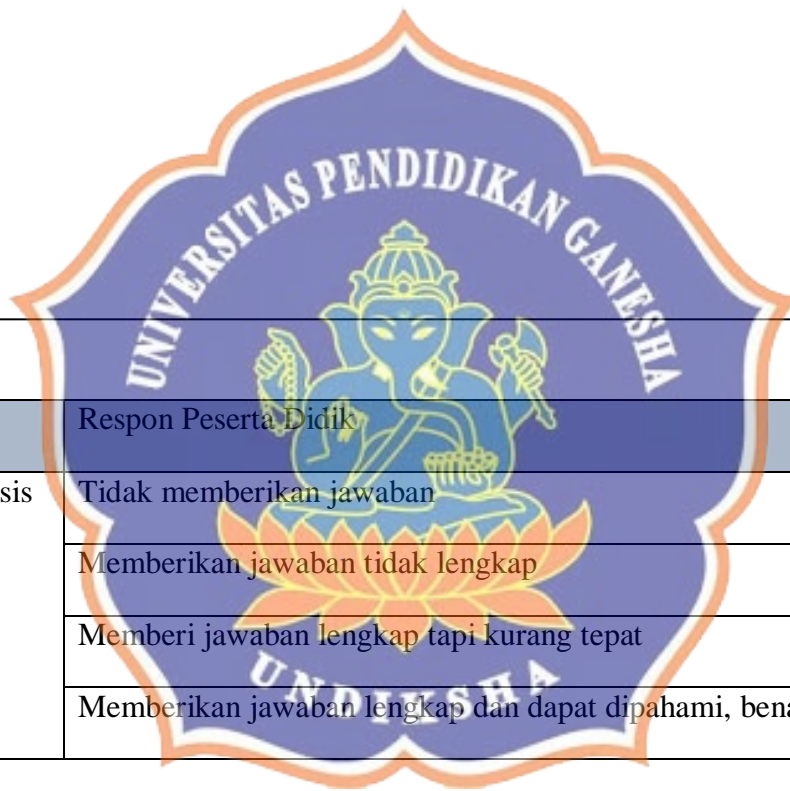 UNIVERSITAS PENDIDIKAN GANESHA
Respon Peserta Didik
sis
Tidak memberikan jawaban
Memberikan jawaban tidak lengkap
Memberi jawaban lengkap tapi kurang tepat
UNDIKSHA
Memberikan jawaban lengkap dan dapat dipahami, bena